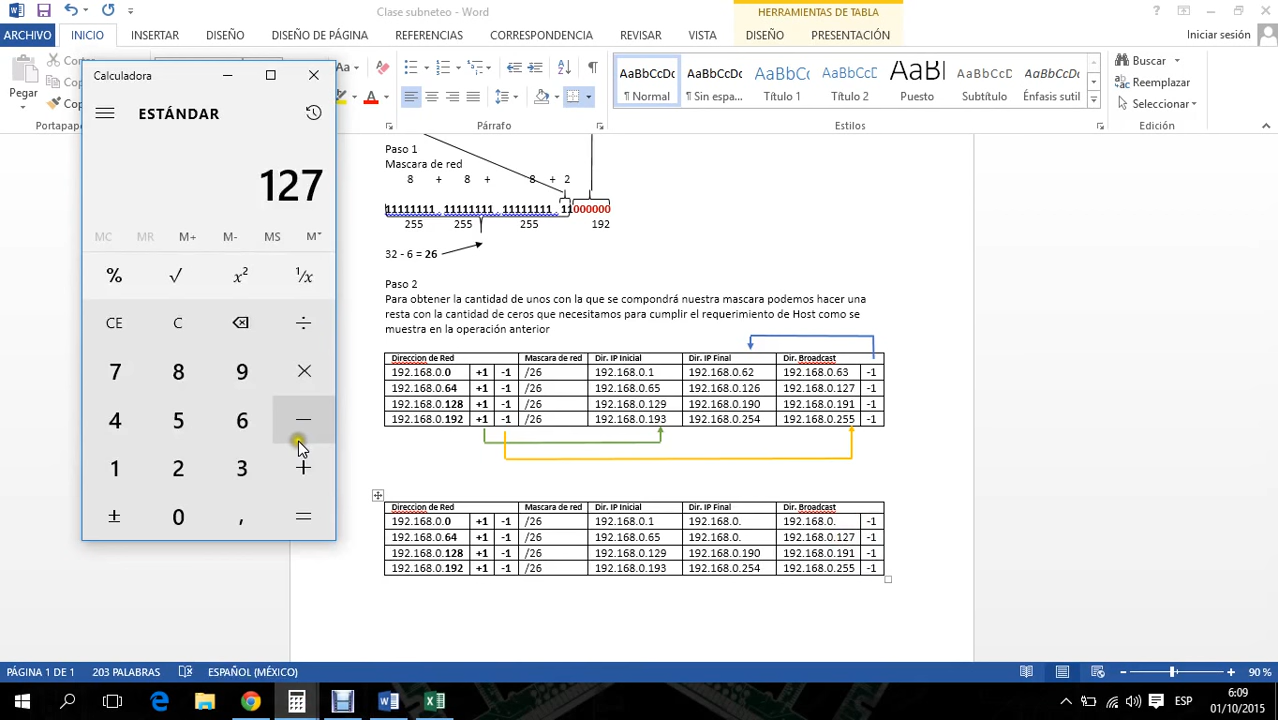 Clase subneteo - Word
HERRAMIENTAS DE TABLA
ARCHIVO INICIO INSERTAR DISEÑO DISEÑO DE PÁGINA REFERENCIAS CORRESPONDENCIA REVISAR VISTA DISEÑO PRESENTACIÓN Iniciar sesión
Pegar
AaBbCcDc AaBbCcDc AaBbCc AaBbCcD AaBl AaBbCcD AaBbCcDc
¶ Normal ¶ Sin espa... Título 1 Título 2 Puesto Subtítulo Énfasis sutil
Buscar
Reemplazar
Seleccionar
Párrafo Estilos Edición
Calculadora
ESTÁNDAR
127
MC MR M+ M- MS M˅
% √ x² ¹/x
CE C ⌫ ÷
7 8 9 ×
4 5 6 −
1 2 3 +
± 0 , =
Paso 1
Mascara de red
8 + 8 + 8 + 2
11111111 . 11111111 . 11111111 . 11000000
255 255 255 192
32 - 6 = 26
Paso 2
Para obtener la cantidad de unos con la que se compondrá nuestra mascara podemos hacer una
resta con la cantidad de ceros que necesitamos para cumplir el requerimiento de Host como se
muestra en la operación anterior
Direccion de Red Mascara de red Dir. IP Inicial Dir. IP Final Dir. Broadcast
192.168.0.0 +1 -1 /26 192.168.0.1 192.168.0.62 192.168.0.63 -1
192.168.0.64 +1 -1 /26 192.168.0.65 192.168.0.126 192.168.0.127 -1
192.168.0.128 +1 -1 /26 192.168.0.129 192.168.0.190 192.168.0.191 -1
192.168.0.192 +1 -1 /26 192.168.0.193 192.168.0.254 192.168.0.255 -1
Direccion de Red Mascara de red Dir. IP Inicial Dir. IP Final Dir. Broadcast
192.168.0.0 +1 -1 /26 192.168.0.1 192.168.0. 192.168.0. -1
192.168.0.64 +1 -1 /26 192.168.0.65 192.168.0. 192.168.0.127 -1
192.168.0.128 +1 -1 /26 192.168.0.129 192.168.0.190 192.168.0.191 -1
192.168.0.192 +1 -1 /26 192.168.0.193 192.168.0.254 192.168.0.255 -1
PÁGINA 1 DE 1 203 PALABRAS ESPAÑOL (MÉXICO) 90 %
ESP 6:09
01/10/2015